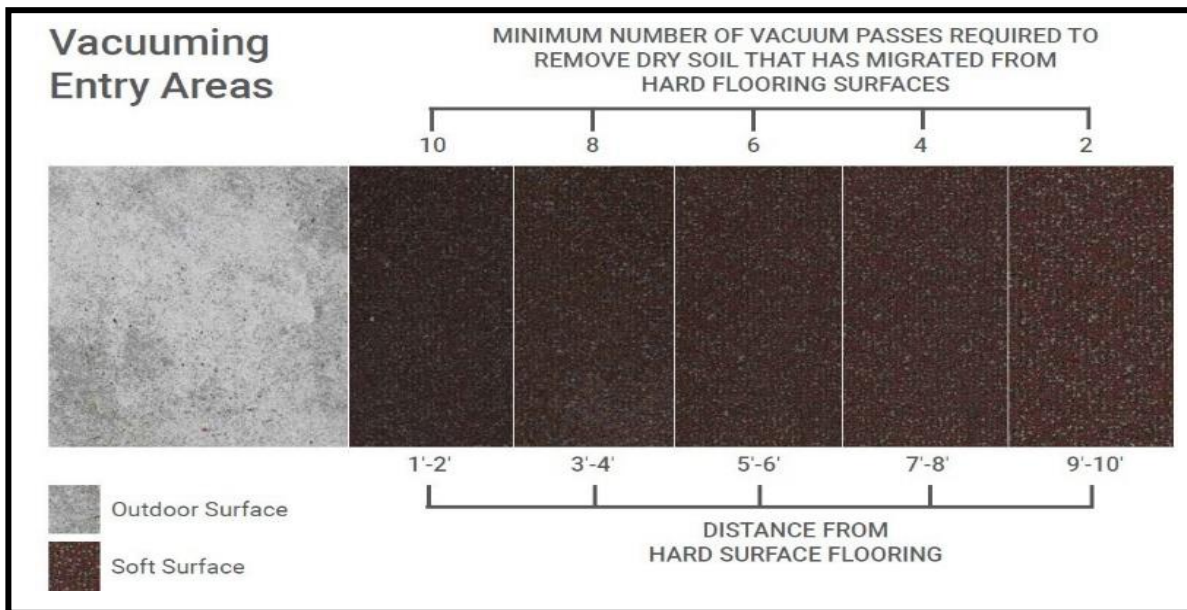 Vacuuming
Entry Areas
MINIMUM NUMBER OF VACUUM PASSES REQUIRED TO
REMOVE DRY SOIL THAT HAS MIGRATED FROM
HARD FLOORING SURFACES
10 8 6 4 2
1'-2' 3'-4' 5'-6' 7'-8' 9'-10'
Outdoor Surface
Soft Surface
DISTANCE FROM
HARD SURFACE FLOORING